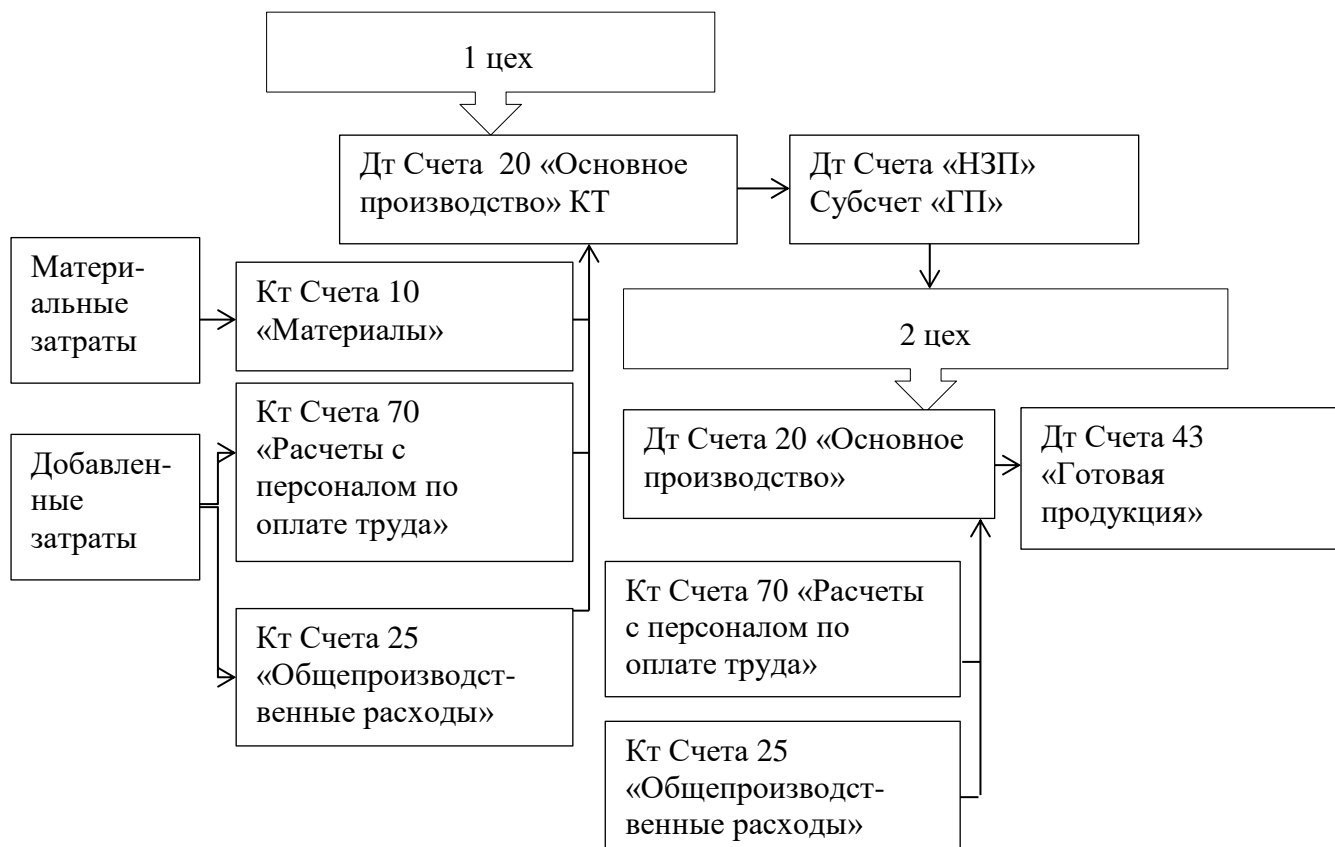 1 цех
Дт Счета 20 «Основное
производство» КТ
Дт Счета «НЗП»
Субсчет «ГП»
Матери-
альные
затраты
Кт Счета 10
«Материалы»
2 цех
Добавлен-
ные
затраты
Кт Счета 70
«Расчеты с
персоналом по
оплате труда»
Дт Счета 20 «Основное
производство»
Дт Счета 43
«Готовая
продукция»
Кт Счета 25
«Общепроизводст-
венные расходы»
Кт Счета 70 «Расчеты
с персоналом по
оплате труда»
Кт Счета 25
«Общепроизводст-
венные расходы»